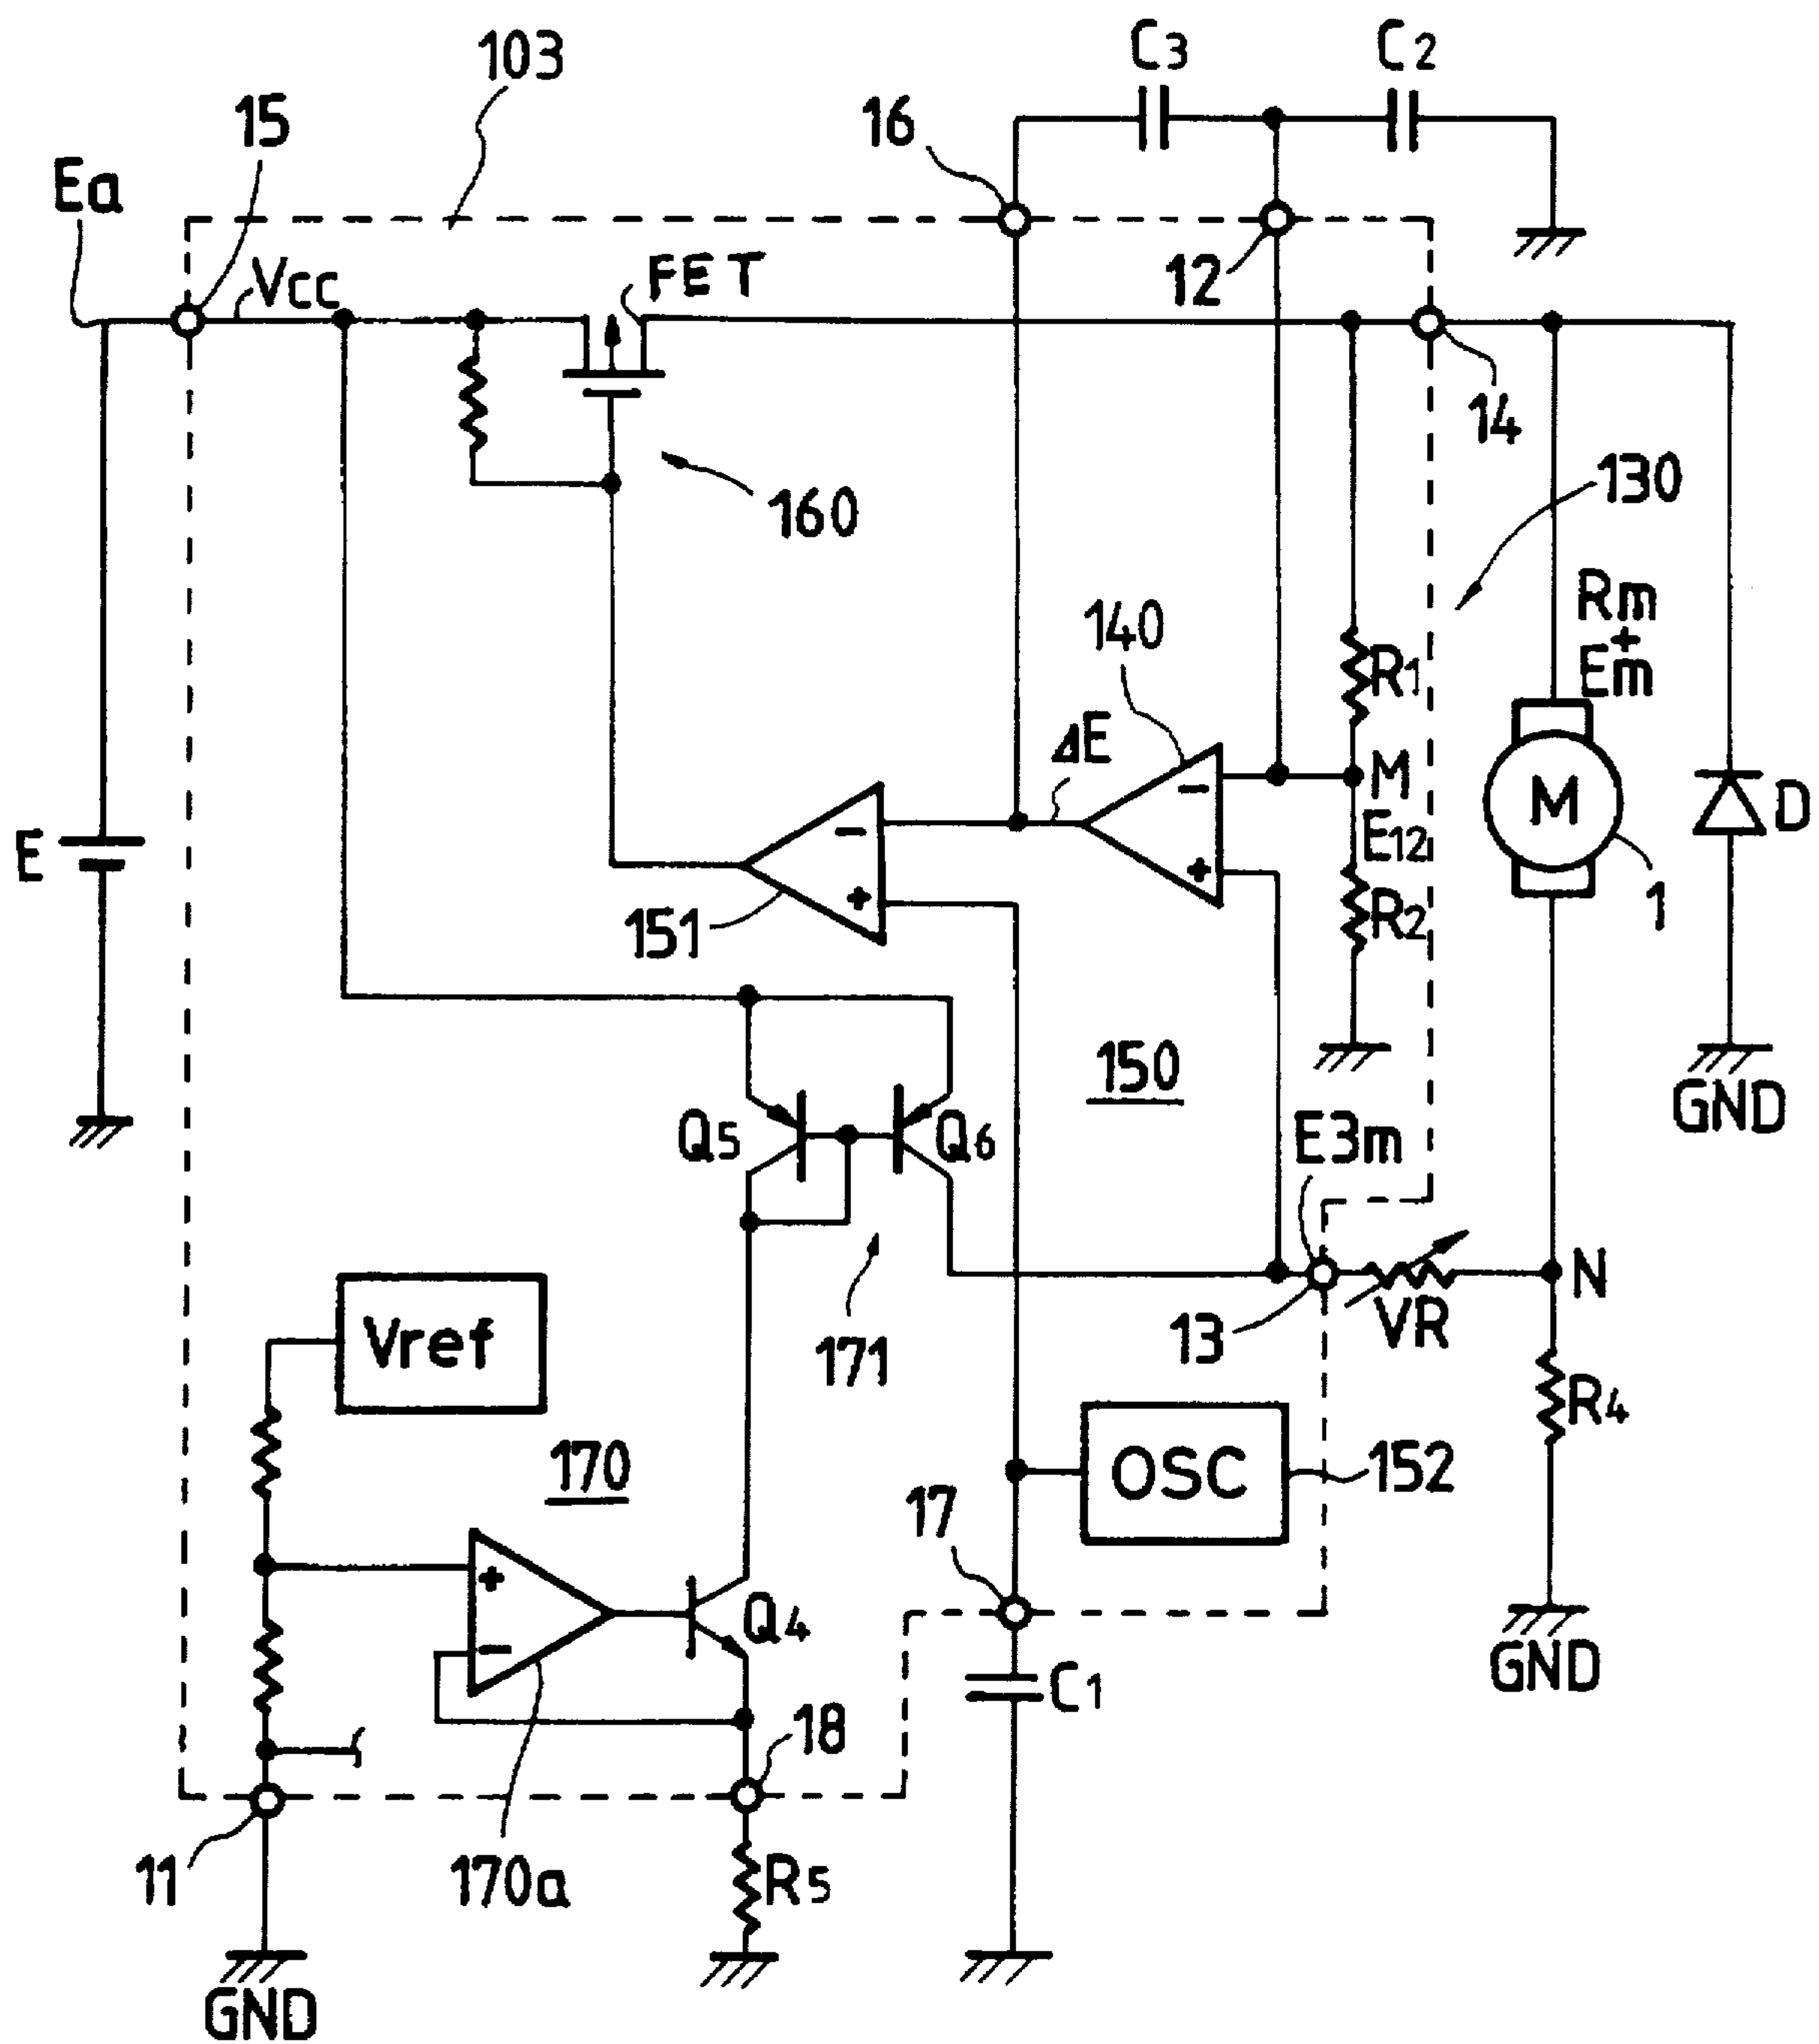 103
C3
C2
15
16
Ea
Vcc
FET
12
14
160
130
Rm
+
Em
140
R1
ΔE
-
M
E12
M
D
E
-
+
+
R2
1
151
150
GND
Q5
Q6
E3m
N
13
VR
Vref
171
R4
170
OSC
152
17
+
-
Q4
GND
C1
18
11
170a
R5
GND